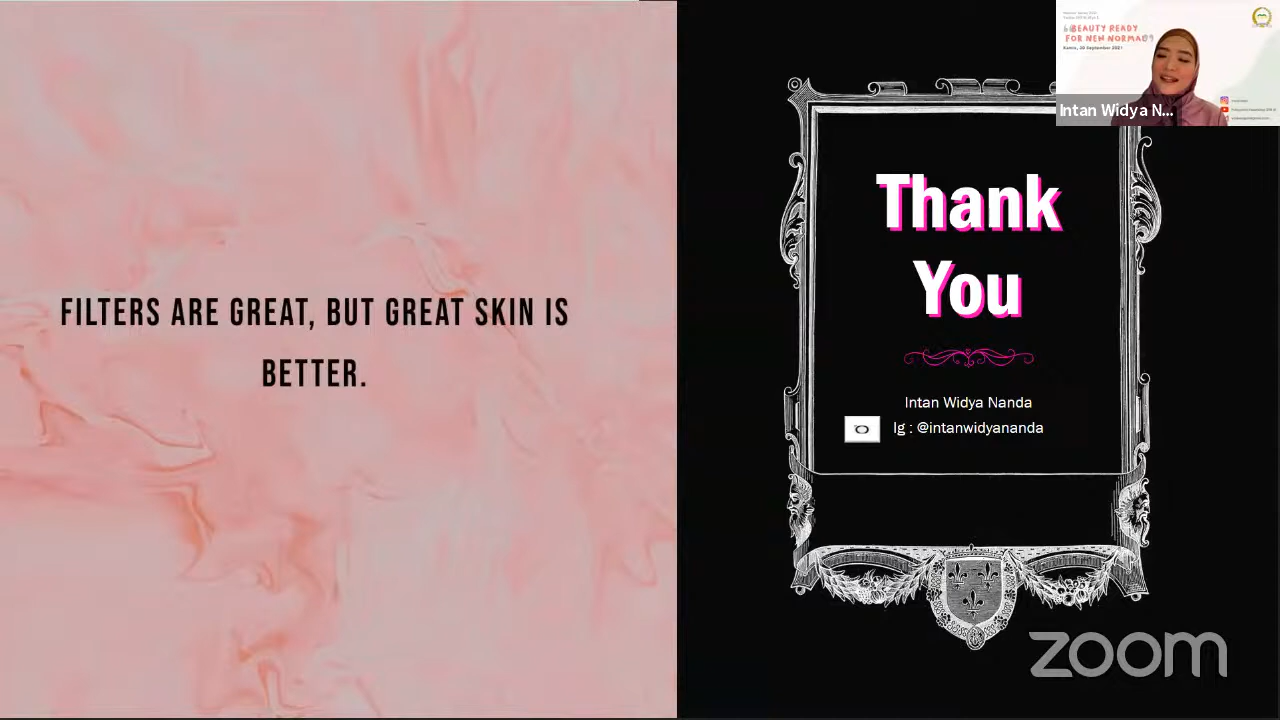 FILTERS ARE GREAT, BUT GREAT SKIN IS
BETTER.
Thank
You
Intan Widya Nanda
Ig : @intanwidyananda
BEAUTY READY
FOR NEW NORMAL
Intan Widya N...
zoom